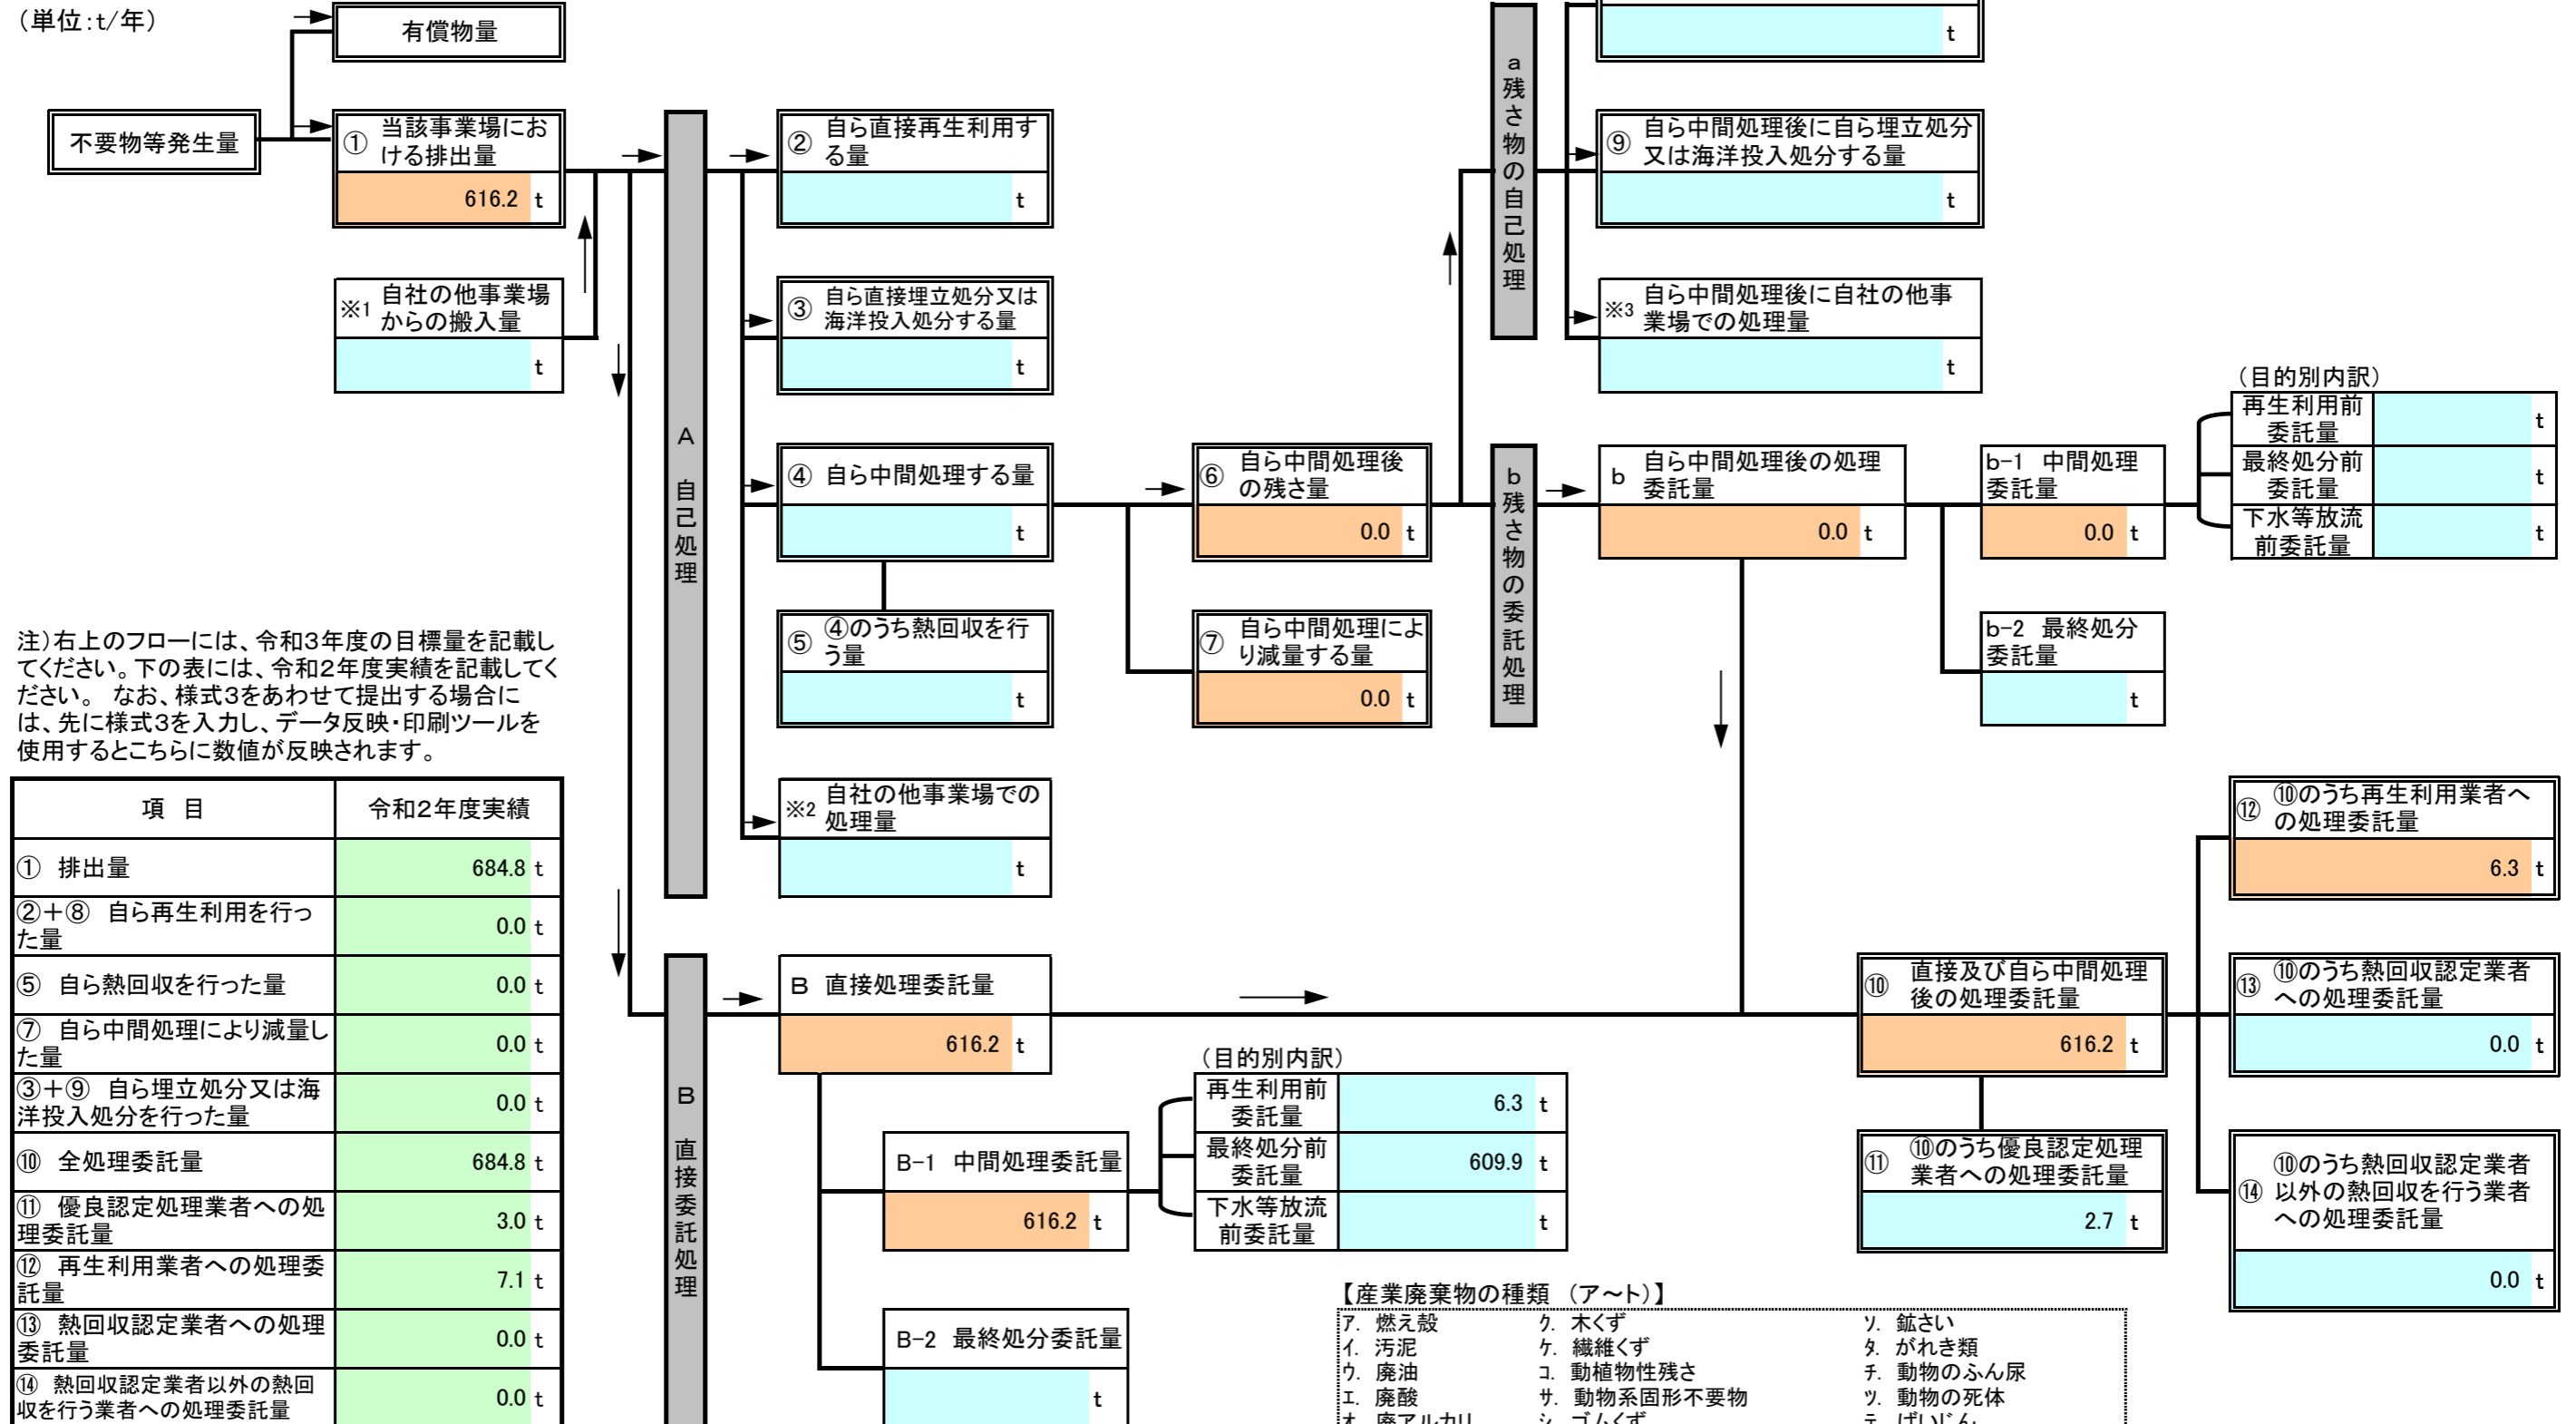 （単位：t/年）
有償物量
不要物等発生量
① 当該事業場にお
ける排出量
616.2 t
※1 自社の他事業場
からの搬入量
t
A 自己処理
② 自ら直接再生利用す
る量
t
③ 自ら直接埋立処分又は
海洋投入処分する量
t
④ 自ら中間処理する量
t
⑤ ④のうち熱回収を行
う量
t
※2 自社の他事業場での
処理量
t
⑥ 自ら中間処理後
の残さ量
0.0 t
⑦ 自ら中間処理によ
り減量する量
0.0 t
a残さ物の自己処理
t
⑨ 自ら中間処理後に自ら埋立処分
又は海洋投入処分する量
t
※3 自ら中間処理後に自社の他事
業場での処理量
t
b残さ物の委託処理
b 自ら中間処理後の処理
委託量
0.0 t
b-1 中間処理
委託量
0.0 t
（目的別内訳）
再生利用前
委託量
t
最終処分前
委託量
t
下水等放流
前委託量
t
b-2 最終処分
委託量
t
注）右上のフローには、令和３年度の目標量を記載し
てください。下の表には、令和２年度実績を記載してく
ださい。 なお、様式３をあわせて提出する場合に
は、先に様式３を入力し、データ反映・印刷ツールを
使用するとこちらに数値が反映されます。
項 目 令和２年度実績
① 排出量 684.8 t
②＋⑧ 自ら再生利用を行っ
た量 0.0 t
⑤ 自ら熱回収を行った量 0.0 t
⑦ 自ら中間処理により減量し
た量 0.0 t
③＋⑨ 自ら埋立処分又は海
洋投入処分を行った量 0.0 t
⑩ 全処理委託量 684.8 t
⑪ 優良認定処理業者への処
理委託量 3.0 t
⑫ 再生利用業者への処理委
託量 7.1 t
⑬ 熱回収認定業者への処理
委託量 0.0 t
⑭ 熱回収認定業者以外の熱回
収を行う業者への処理委託量 0.0 t
B 直接委託処理
B 直接処理委託量
616.2 t
B-1 中間処理委託量
616.2 t
（目的別内訳）
再生利用前
委託量
6.3 t
最終処分前
委託量
609.9 t
下水等放流
前委託量
t
B-2 最終処分委託量
t
⑩ 直接及び自ら中間処理
後の処理委託量
616.2 t
⑪ ⑩のうち優良認定処理
業者への処理委託量
2.7 t
⑫ ⑩のうち再生利用業者へ
の処理委託量
6.3 t
⑬ ⑩のうち熱回収認定業者
への処理委託量
0.0 t
⑭ ⑩のうち熱回収認定業者
以外の熱回収を行う業者
への処理委託量
0.0 t
【産業廃棄物の種類 （ア～ト）】
ア. 燃え殻 ク. 木くず ソ. 鉱さい
イ. 汚泥 ケ. 繊維くず タ. がれき類
ウ. 廃油 コ. 動植物性残さ チ. 動物のふん尿
エ. 廃酸 サ. 動物系固形不要物 ツ. 動物の死体
オ. 廃アルカリ シ. ゴムくず テ. ばいじん